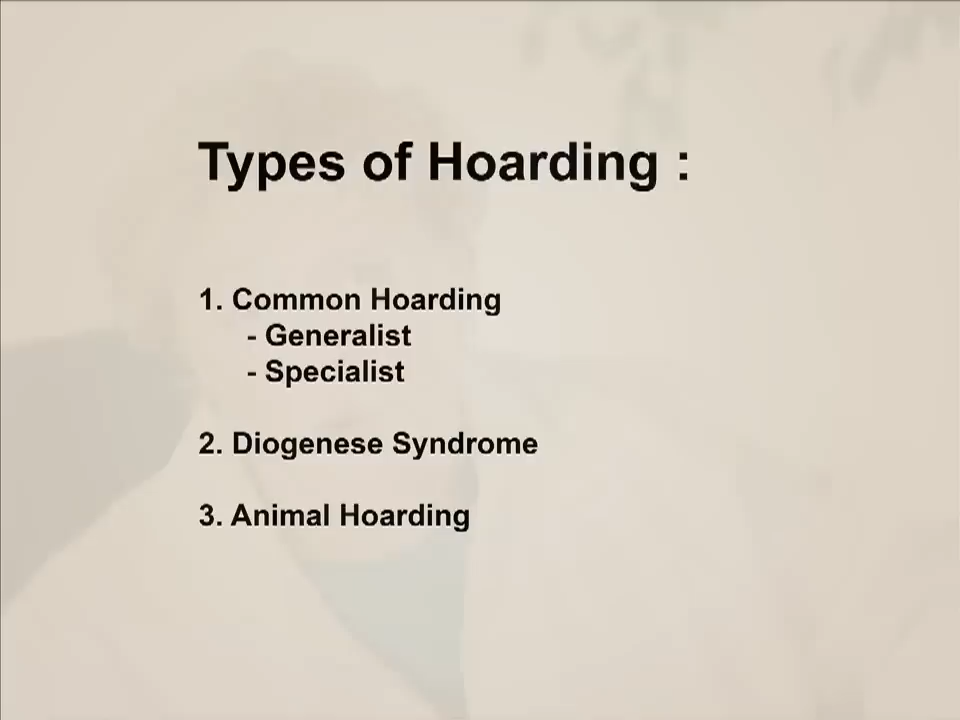 Types of Hoarding :
1. Common Hoarding
- Generalist
- Specialist
2. Diogenese Syndrome
3. Animal Hoarding